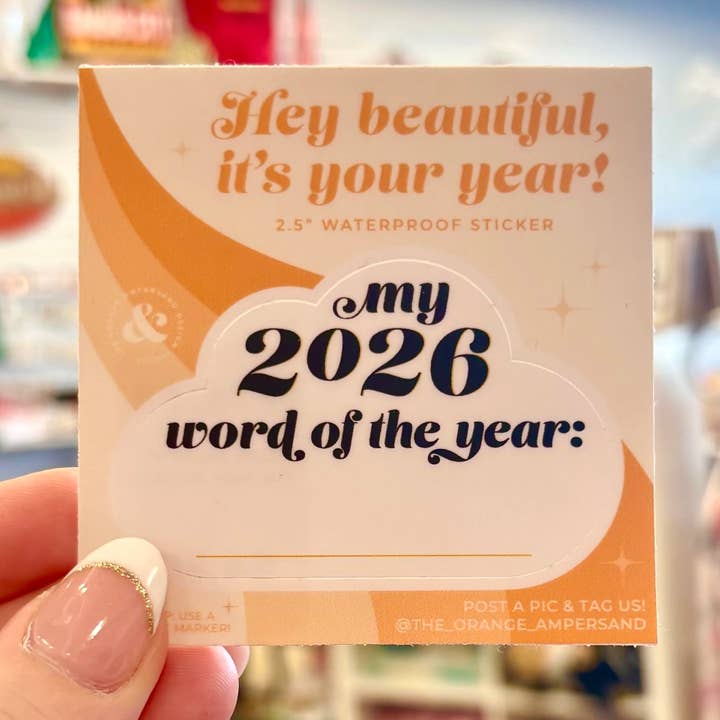 Hey beautiful,
it's your year!
2.5" WATERPROOF STICKER
&
my
2026
word of the year:
USE A
MARKER!
POST A PIC & TAG US!
@THE_ORANGE_AMPERSAND